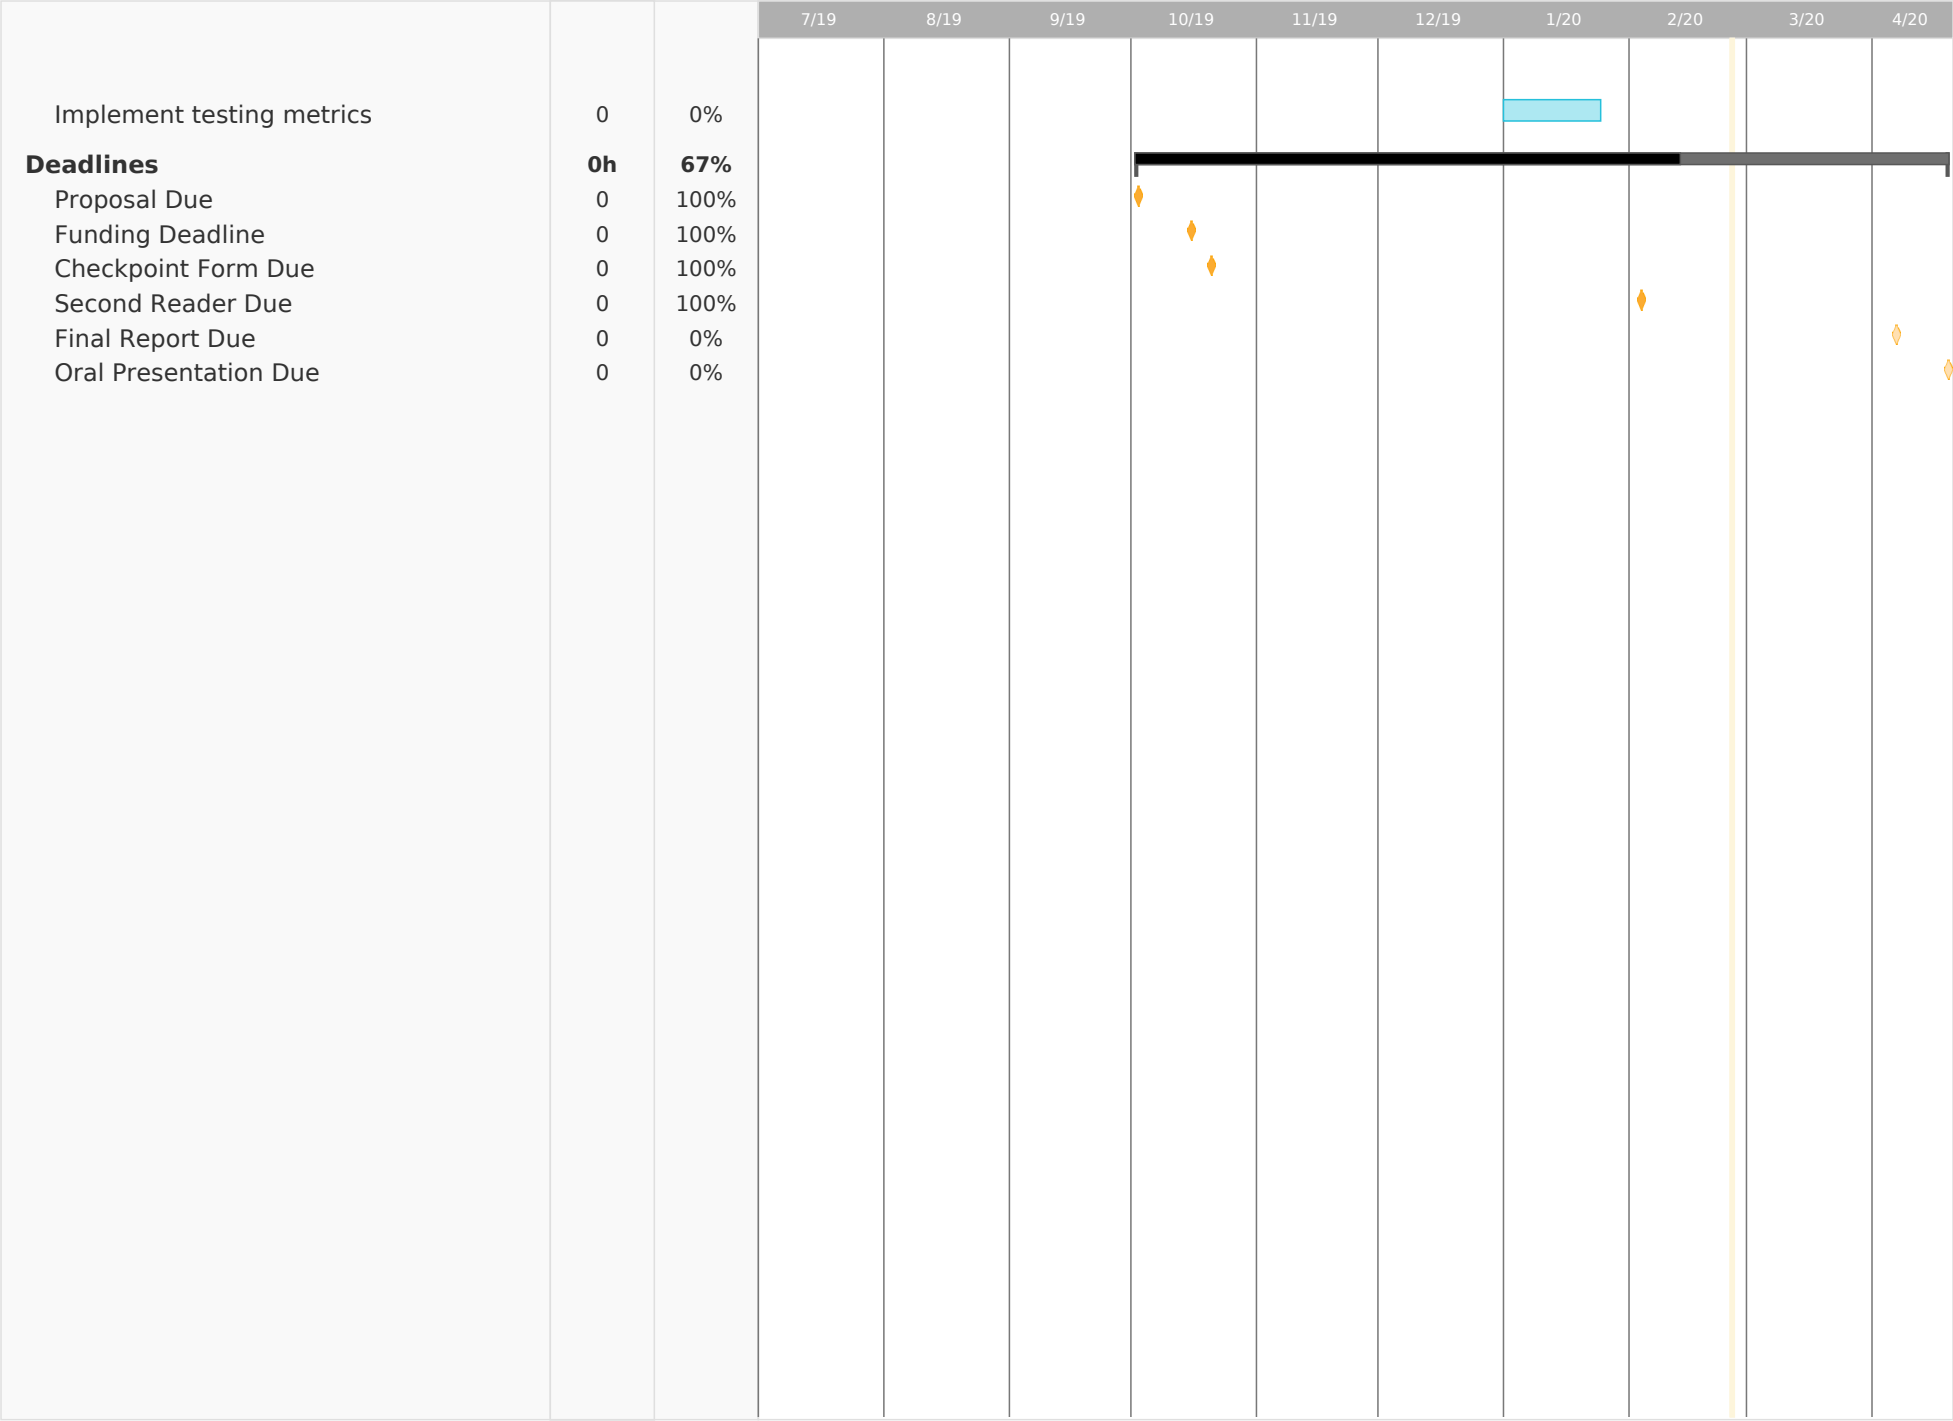 7/19 8/19 9/19 10/19 11/19 12/19 1/20 2/20 3/20 4/20
Implement testing metrics 0 0%
Deadlines 0h 67%
Proposal Due 0 100%
Funding Deadline 0 100%
Checkpoint Form Due 0 100%
Second Reader Due 0 100%
Final Report Due 0 0%
Oral Presentation Due 0 0%